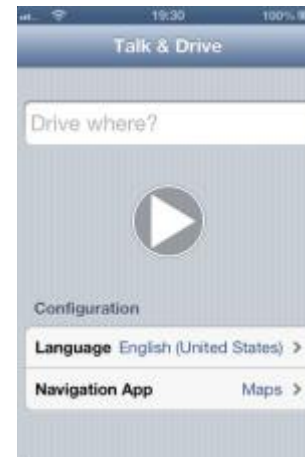 19:30 100%
Talk & Drive
Drive where?
Configuration
Language English (United States) >
Navigation App Maps >